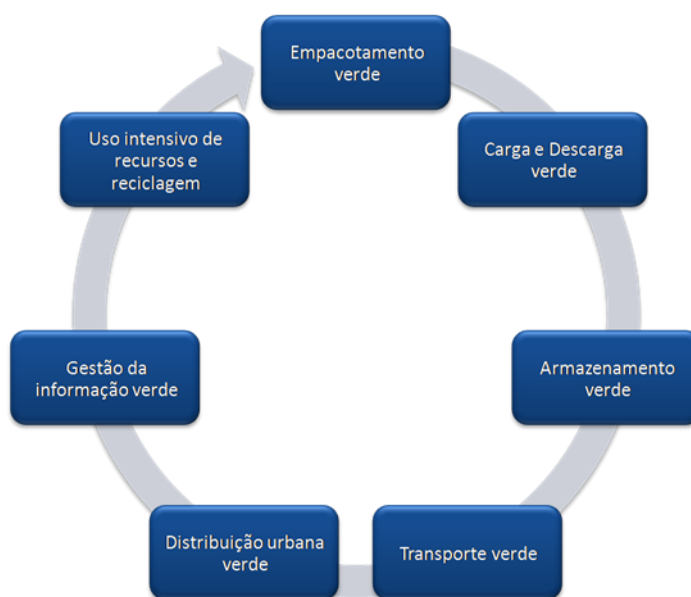 Empacotamento
verde
Carga e Descarga
verde
Armazenamento
verde
Transporte verde
Distribuição urbana
verde
Gestão da
informação verde
Uso intensivo de
recursos e
reciclagem